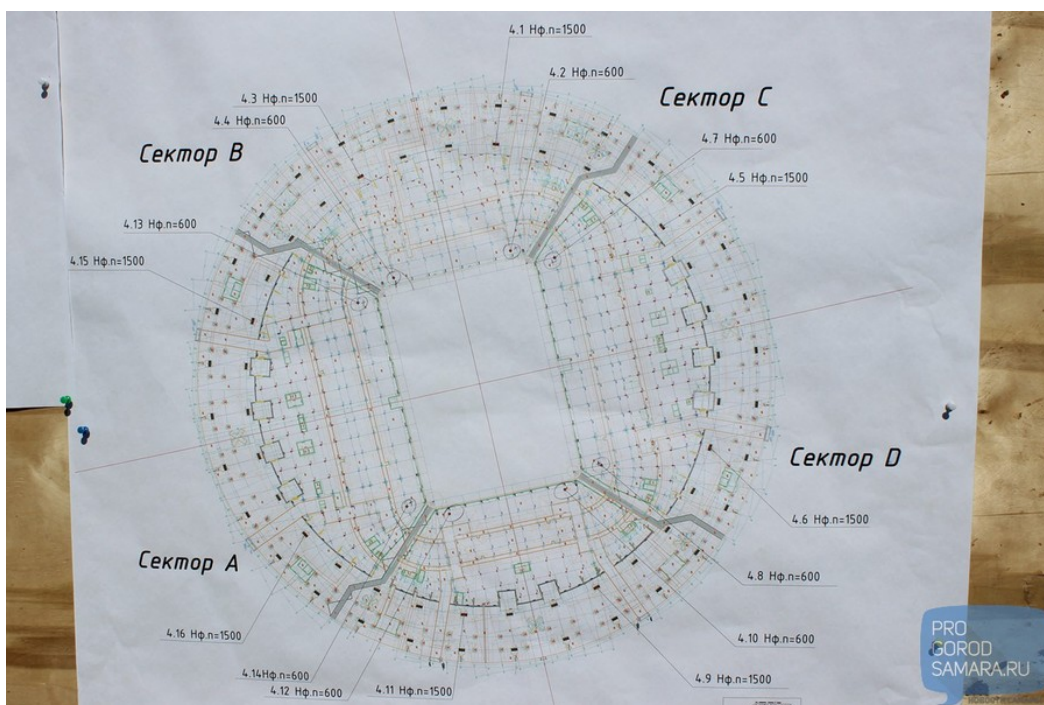 4.1 Нф.п=1500
4.2 Нф.п=600
Сектор С
4.3 Нф.п=1500
4.4 Нф.п=600
4.7 Нф.п=600
Сектор В
4.5 Нф.п=1500
4.13 Нф.п=600
4.15 Нф.п=1500
Сектор D
4.6 Нф.п=1500
Сектор А
4.8 Нф.п=600
4.16 Нф.п=1500
4.10 Нф.п=600
4.14Нф.п=600
4.12 Нф.п=600
4.11 Нф.п=1500
4.9 Нф.п=1500
PRO
GOROD
SAMARA.RU